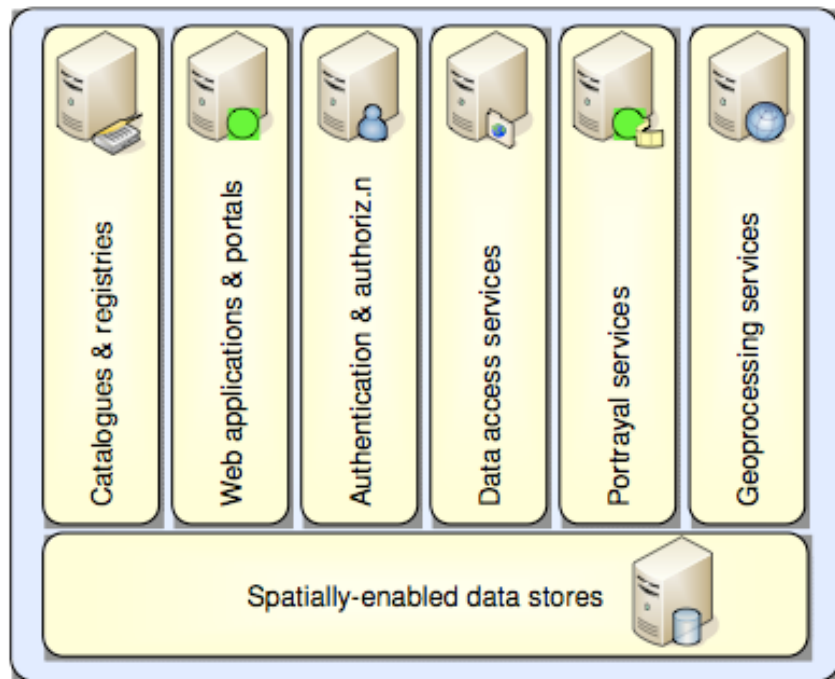 Catalogues & registries
Web applications & portals
Authentication & authoriz.n
Data access services
Portrayal services
Geoprocessing services
Spatially-enabled data stores